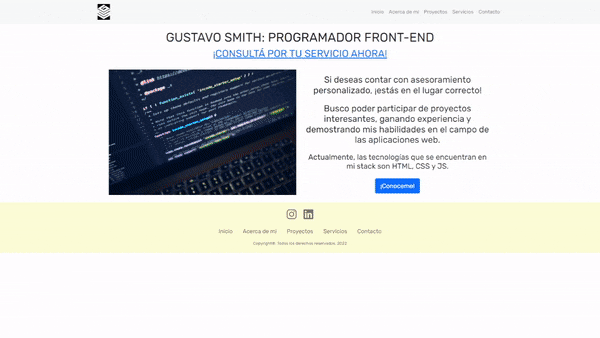 Inicio Acerca de mí Proyectos Servicios Contacto
GUSTAVO SMITH: PROGRAMADOR FRONT-END
¡CONSULTÁ POR TU SERVICIO AHORA!
Si deseas contar con asesoramiento
personalizado, ¡estás en el lugar correcto!
Busco poder participar de proyectos
interesantes, ganando experiencia y
demostrando mis habilidades en el campo de
las aplicaciones web.
Actualmente, las tecnologías que se encuentran en
mi stack son HTML, CSS y JS.
¡Conoceme!
Inicio Acerca de mí Proyectos Servicios Contacto
Copyright©. Todos los derechos reservados, 2022